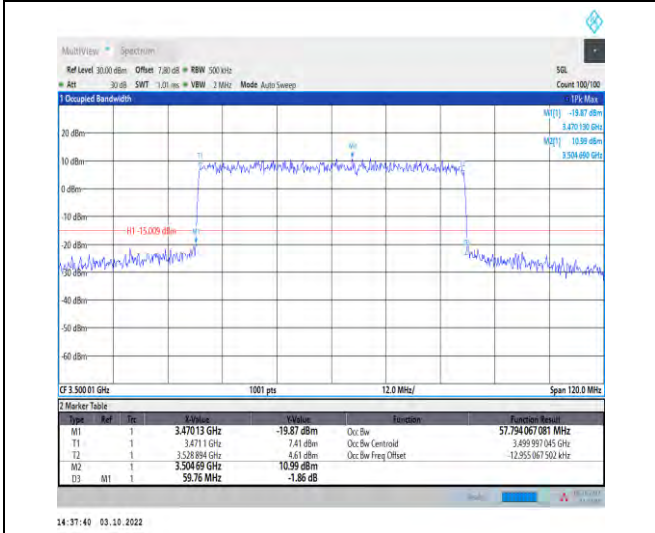 MultiView Spectrum
Ref Level 30.00 dBm Offset 7.80 dB RBW 500 kHz SGL
Att 30 dB SWT 1.01 ms VBW 2 MHz Mode Auto Sweep Count 100/100
1 Occupied Bandwidth 1Pk Max
M1[1] -19.87 dBm
3.470 130 GHz
M2[1] 10.99 dBm
3.504 690 GHz
20 dBm
M2
T1
10 dBm
0 dBm
-10 dBm
H1 -15.009 dBm
M1
-20 dBm
-30 dBm
-40 dBm
-50 dBm
-60 dBm
CF 3.500 01 GHz 1001 pts 12.0 MHz/ Span 120.0 MHz
2 Marker Table
Type Ref Trc X-Value Y-Value Function Function Result
M1 1 3.470 13 GHz -19.87 dBm Occ Bw 57.794 067 081 MHz
T1 1 3.471 1 GHz 7.41 dBm Occ Bw Centroid 3.499 997 045 GHz
T2 1 3.528 894 GHz 4.61 dBm Occ Bw Freq Offset -12.955 067 502 kHz
M2 1 3.504 69 GHz 10.99 dBm
D3 M1 1 59.76 MHz -1.86 dB
14:37:40 03.10.2022